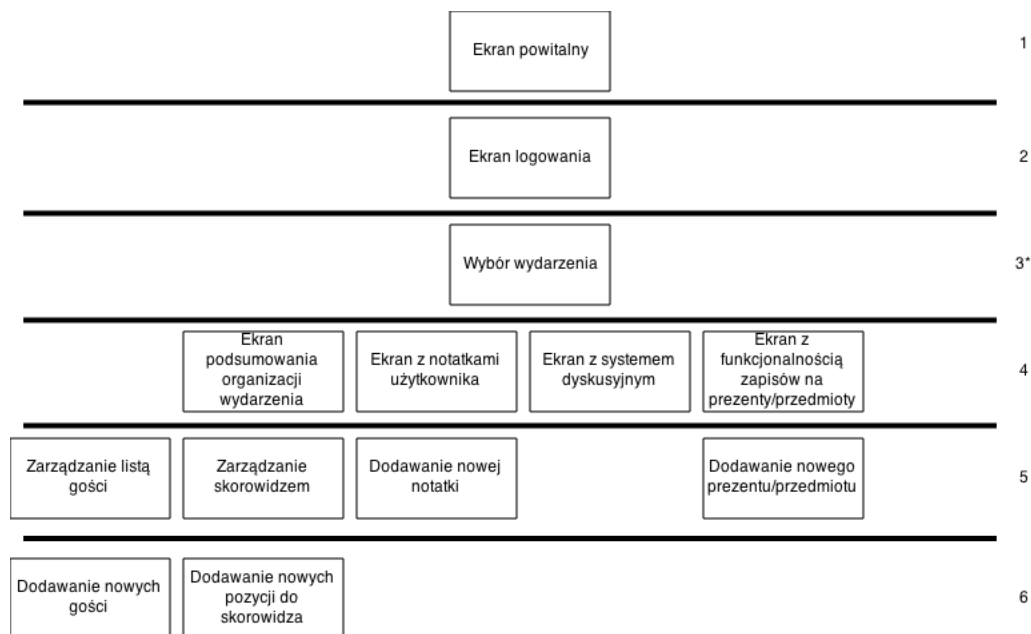 Ekran powitalny
1
Ekran logowania
2
Wybór wydarzenia
3*
Ekran
podsumowania
organizacji
wydarzenia
Ekran z notatkami
użytkownika
Ekran z systemem
dyskusyjnym
Ekran z
funkcjonalnością
zapisów na
prezenty/przedmioty
4
Zarządzanie listą
gości
Zarządzanie
skorowidzem
Dodawanie nowej
notatki
Dodawanie nowego
prezentu/przedmiotu
5
Dodawanie nowych
gości
Dodawanie nowych
pozycji do
skorowidza
6